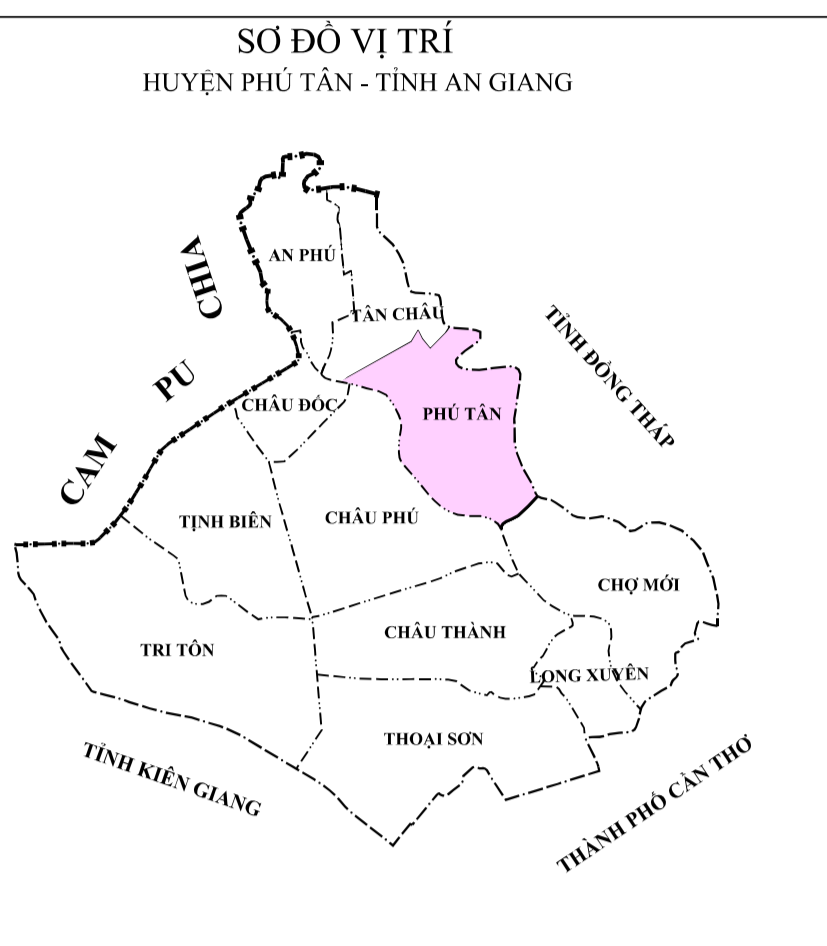 SƠ ĐỒ VỊ TRÍ
HUYỆN PHÚ TÂN - TỈNH AN GIANG
AN PHÚ
CAM PU CHIA
TÂN CHÂU
TỈNH ĐỒNG THÁP
CHÂU ĐỐC
PHÚ TÂN
TỊNH BIÊN
CHÂU PHÚ
CHỢ MỚI
CHÂU THÀNH
TRI TÔN
LONG XUYÊN
THOẠI SƠN
TỈNH KIÊN GIANG
THÀNH PHỐ CẦN THƠ